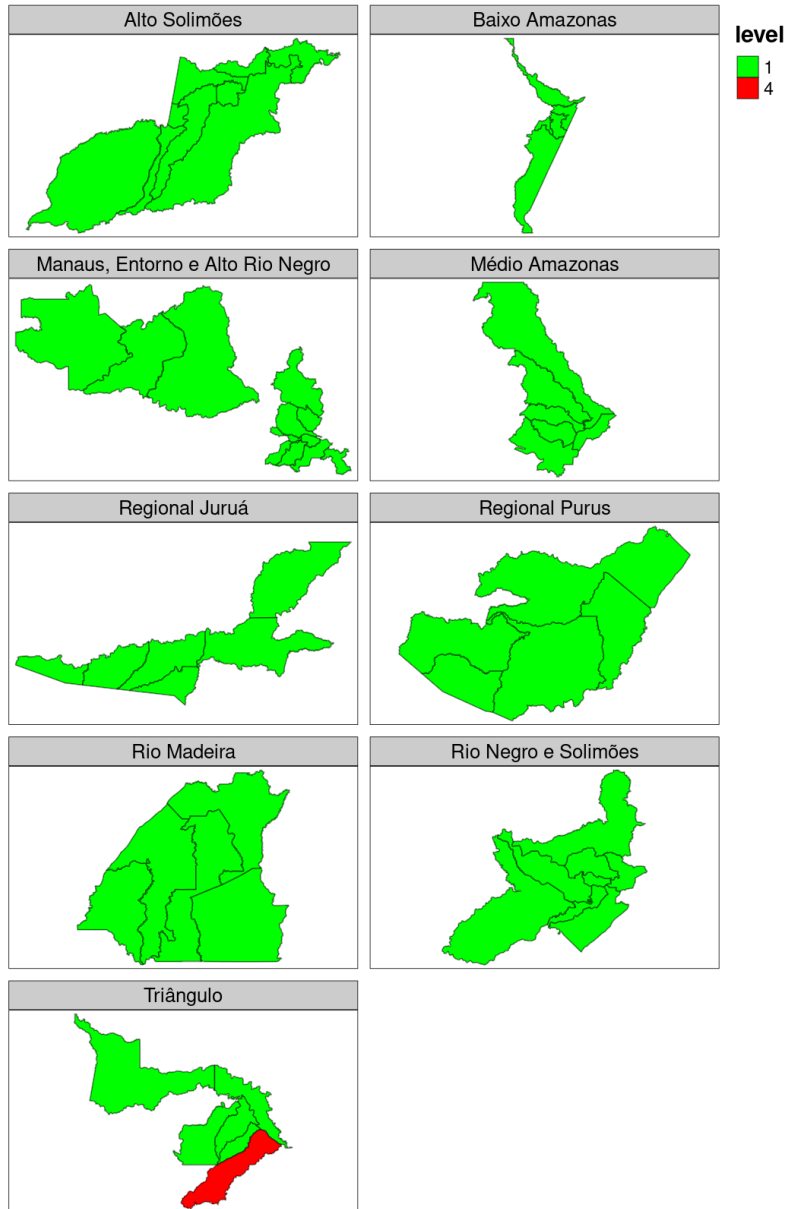 Alto Solimões
Baixo Amazonas
level
1
4
Manaus, Entorno e Alto Rio Negro
Médio Amazonas
Regional Juruá
Regional Purus
Rio Madeira
Rio Negro e Solimões
Triângulo